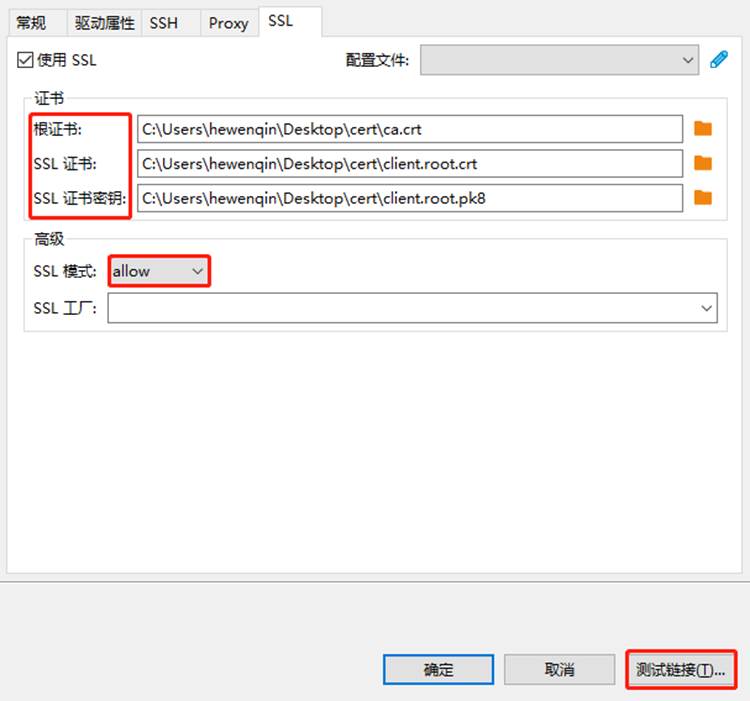 常规 驱动属性 SSH Proxy SSL
使用 SSL 配置文件:
证书
根证书: C:\Users\hewenqin\Desktop\cert\ca.crt
SSL 证书: C:\Users\hewenqin\Desktop\cert\client.root.crt
SSL 证书密钥: C:\Users\hewenqin\Desktop\cert\client.root.pk8
高级
SSL 模式: allow
SSL 工厂:
确定 取消 测试链接(T)...